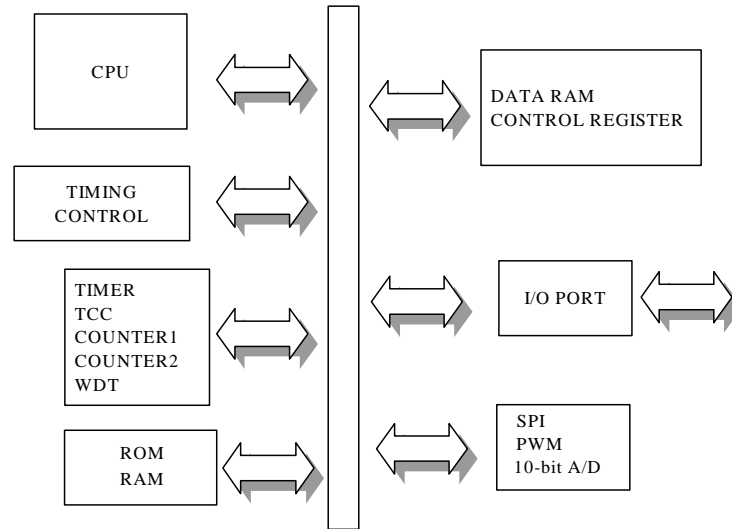 CPU
TIMING
CONTROL
TIMER
TCC
COUNTER1
COUNTER2
WDT
ROM
RAM
DATA RAM
CONTROL REGISTER
I/O PORT
SPI
PWM
10-bit A/D